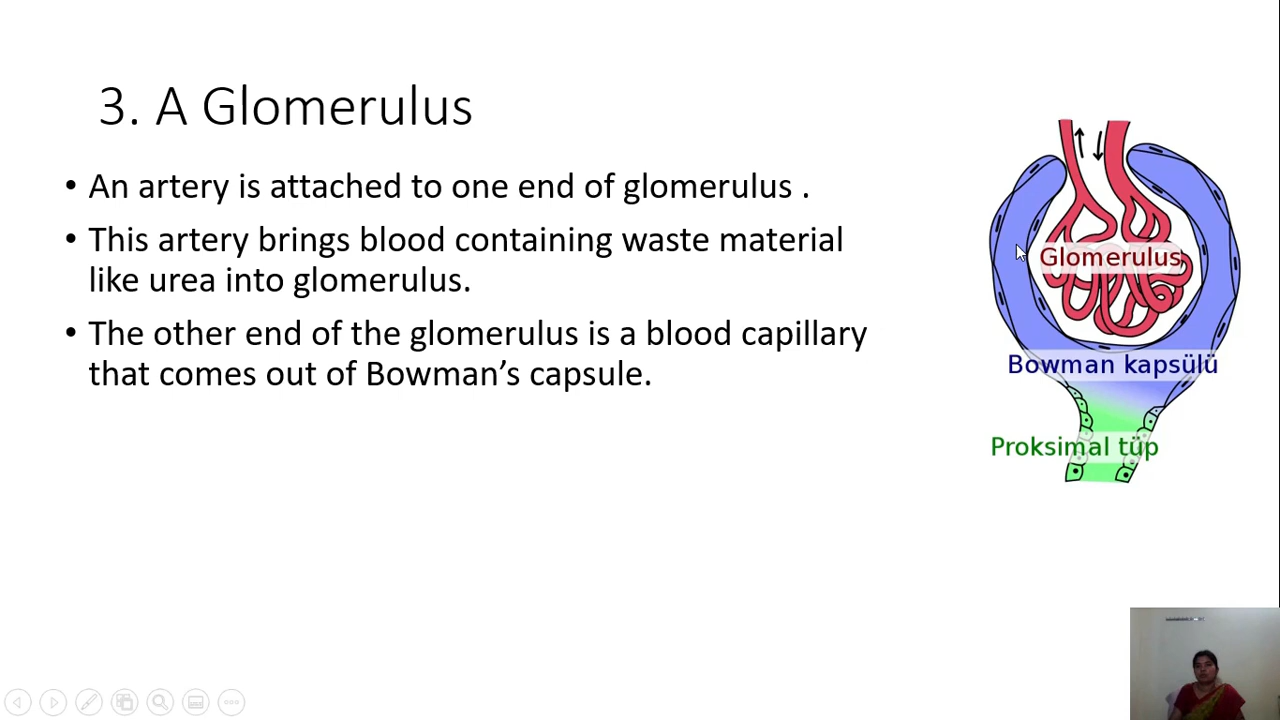 3. A Glomerulus
• An artery is attached to one end of glomerulus .
• This artery brings blood containing waste material
like urea into glomerulus.
• The other end of the glomerulus is a blood capillary
that comes out of Bowman’s capsule.
Glomerulus
Bowman kapsülü
Proksimal tüp